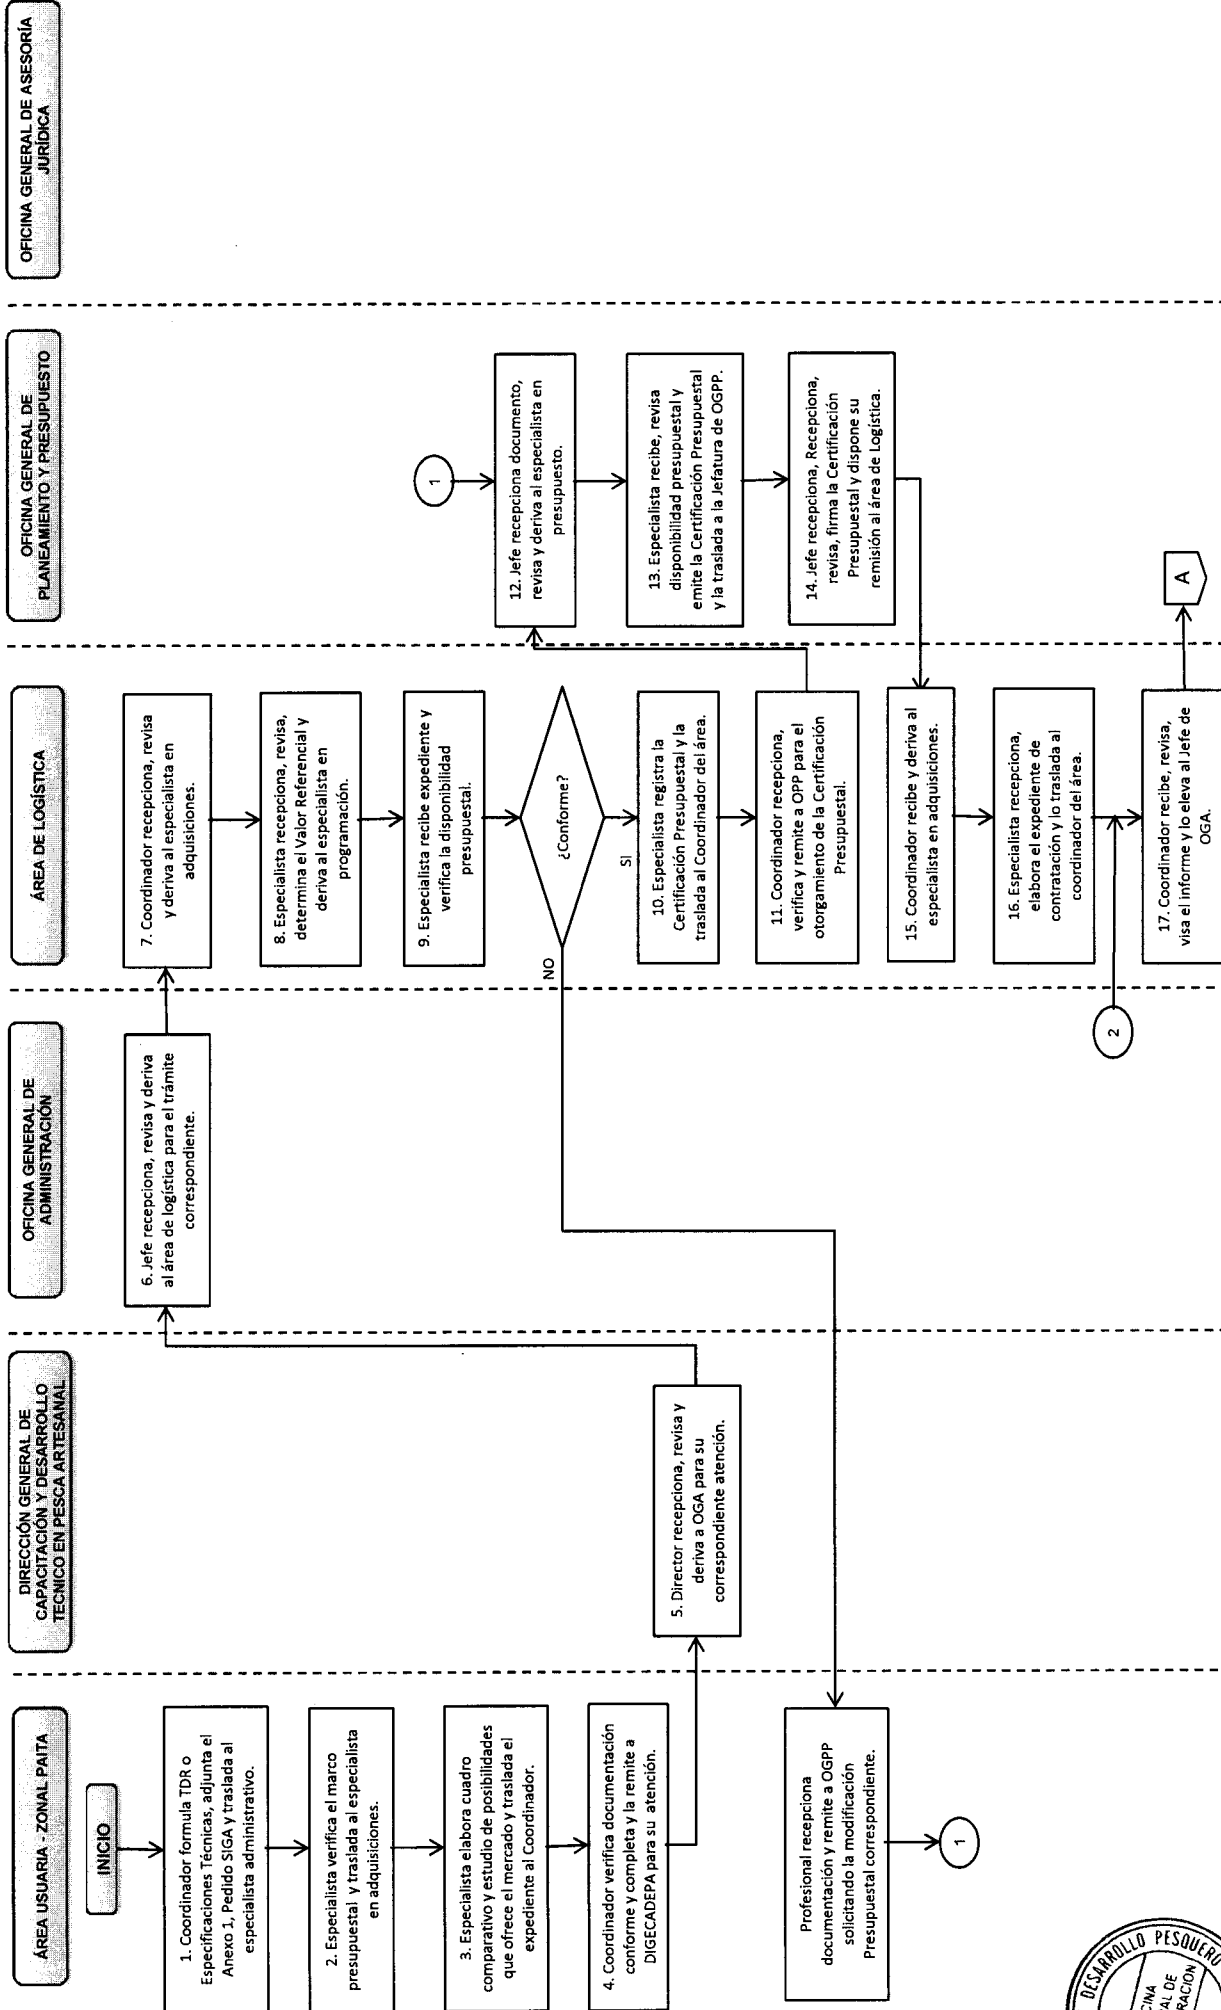 ÁREA USUARIA - ZONAL PAITA
DIRECCIÓN GENERAL DE
CAPACITACIÓN Y DESARROLLO
TECNICO EN PESCA ARTESANAL
OFICINA GENERAL DE
ADMINISTRACIÓN
ÁREA DE LOGÍSTICA
OFICINA GENERAL DE
PLANEAMIENTO Y PRESUPUESTO
OFICINA GENERAL DE ASESORÍA
JURÍDICA
INICIO
1. Coordinador formula TDR o
Especificaciones Técnicas, adjunta el
Anexo 1, Pedido SIGA y traslada al
especialista administrativo.
2. Especialista verifica el marco
presupuestal y traslada al especialista
en adquisiciones.
3. Especialista elabora cuadro
comparativo y estudio de posibilidades
que ofrece el mercado y traslada el
expediente al Coordinador.
4. Coordinador verifica documentación
conforme y completa y la remite a
DIGECADEPA para su atención.
5. Director recepciona, revisa y
deriva a OGA para su
correspondiente atención.
6. Jefe recepciona, revisa y deriva
al área de logística para el trámite
correspondiente.
7. Coordinador recepciona, revisa
y deriva al especialista en
adquisiciones.
8. Especialista recepciona, revisa,
determina el Valor Referencial y
deriva al especialista en
programación.
9. Especialista recibe expediente y
verifica la disponibilidad
presupuestal.
¿Conforme?
NO
SI
Profesional recepciona
documentación y remite a OGPP
solicitando la modificación
Presupuestal correspondiente.
1
10. Especialista registra la
Certificación Presupuestal y la
traslada al Coordinador del área.
11. Coordinador recepciona,
verifica y remite a OPP para el
otorgamiento de la Certificación
Presupuestal.
1
12. Jefe recepciona documento,
revisa y deriva al especialista en
presupuesto.
13. Especialista recibe, revisa
disponibilidad presupuestal y
emite la Certificación Presupuestal
y la traslada a la Jefatura de OGPP.
14. Jefe recepciona, Recepciona,
revisa, firma la Certificación
Presupuestal y dispone su
remisión al área de Logística.
15. Coordinador recibe y deriva al
especialista en adquisiciones.
16. Especialista recepciona,
elabora el expediente de
contratación y lo traslada al
coordinador del área.
2
17. Coordinador recibe, revisa,
visa el informe y lo eleva al Jefe de
OGA.
A
DESARROLLO PESQUERO